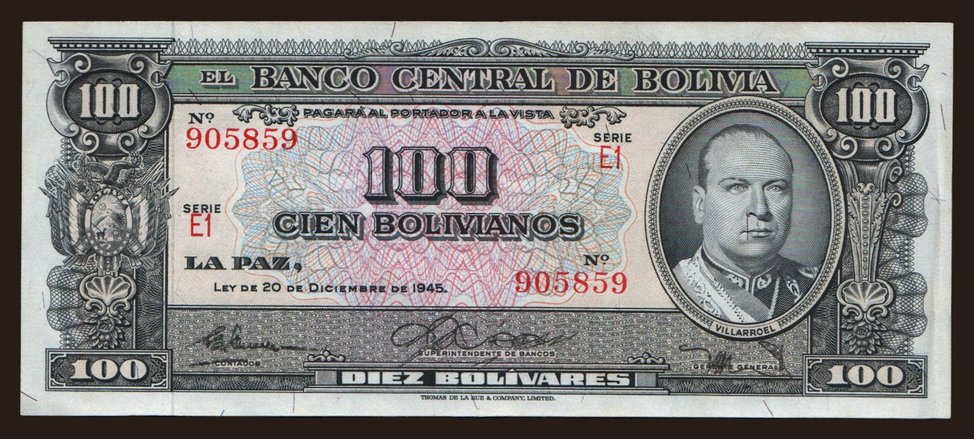 100 EL BANCO CENTRAL DE BOLIVIA 100
PAGARÁ AL PORTADOR A LA VISTA
Nº
905859
SERIE
E1
100
CIEN BOLIVIANOS
SERIE
E1
LA PAZ,
Nº
905859
LEY DE 20 DE DICIEMBRE DE 1945.
VILLARROEL
CONTADOR
SUPERINTENDENTE DE BANCOS
GERENTE GENERAL
100 DIEZ BOLÍVARES 100
THOMAS DE LA RUE & COMPANY, LIMITED.